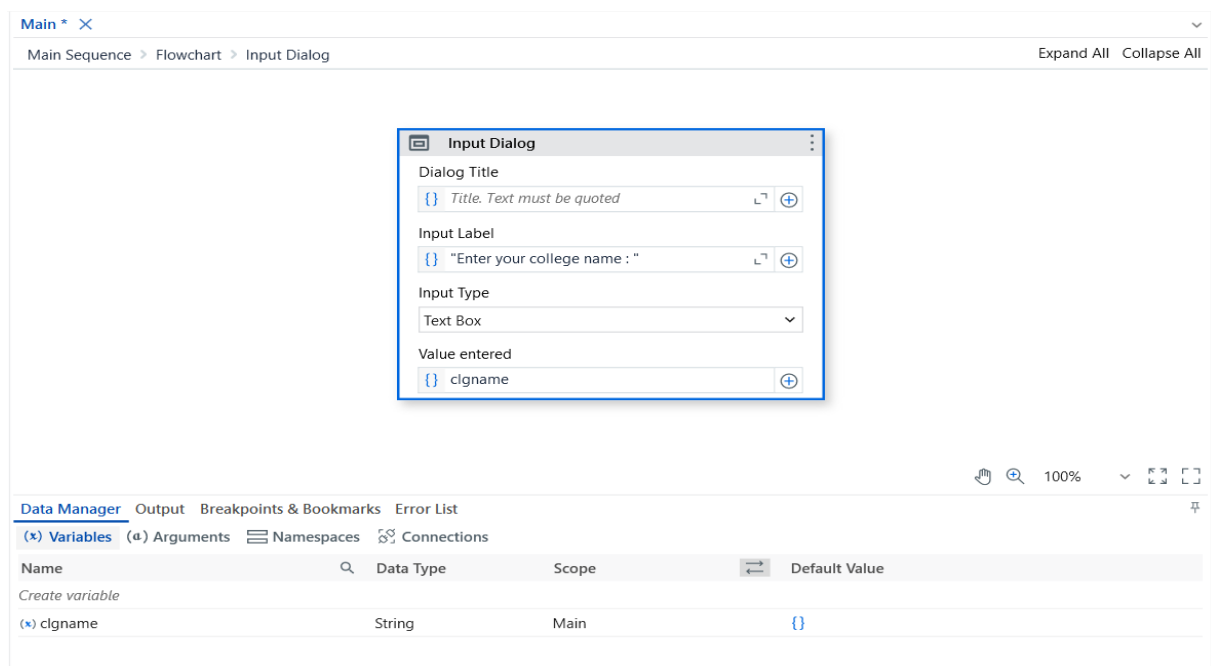 Main *
Main Sequence > Flowchart > Input Dialog Expand All Collapse All
Input Dialog
Dialog Title
{} Title. Text must be quoted
Input Label
{} "Enter your college name : "
Input Type
Text Box
Value entered
{} clgname
100%
Data Manager Output Breakpoints & Bookmarks Error List
(x) Variables (a) Arguments Namespaces Connections
Name Data Type Scope Default Value
Create variable
(x) clgname String Main {}